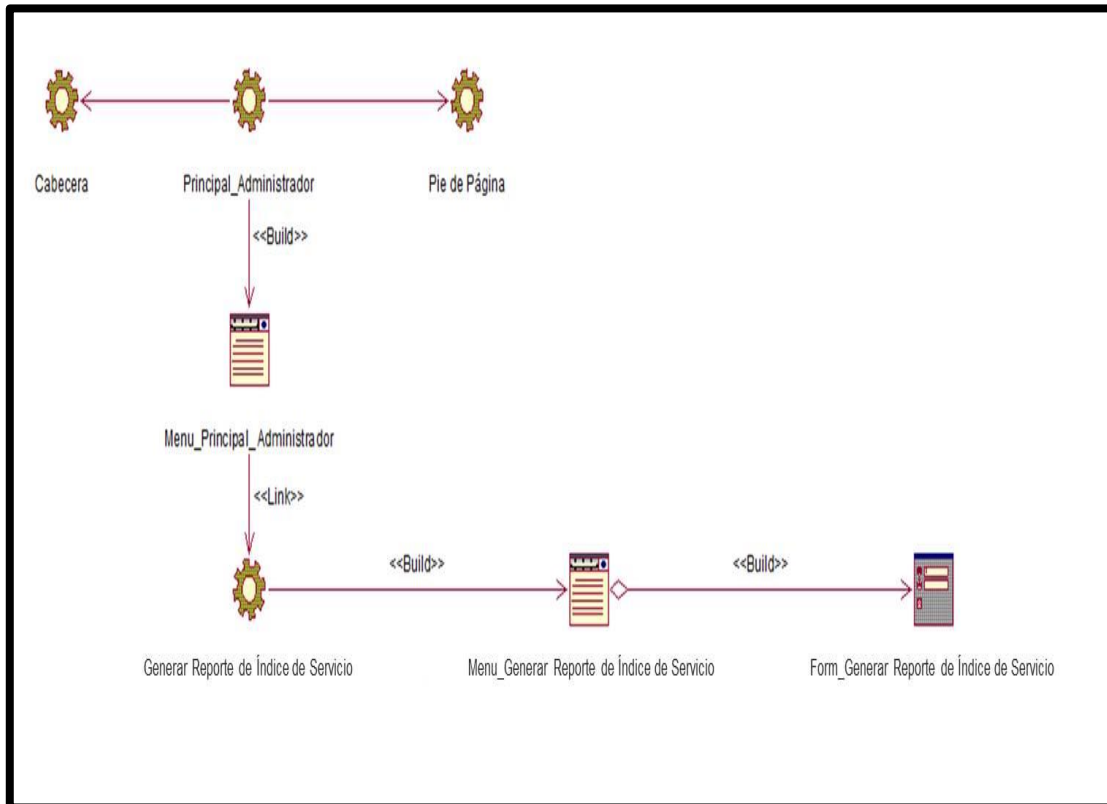 Cabecera
Principal_Administrador
Pie de Página
<<Build>>
Menu_Principal_Administrador
<<Link>>
<<Build>>
<<Build>>
Generar Reporte de Índice de Servicio
Menu_Generar Reporte de Índice de Servicio
Form_Generar Reporte de Índice de Servicio